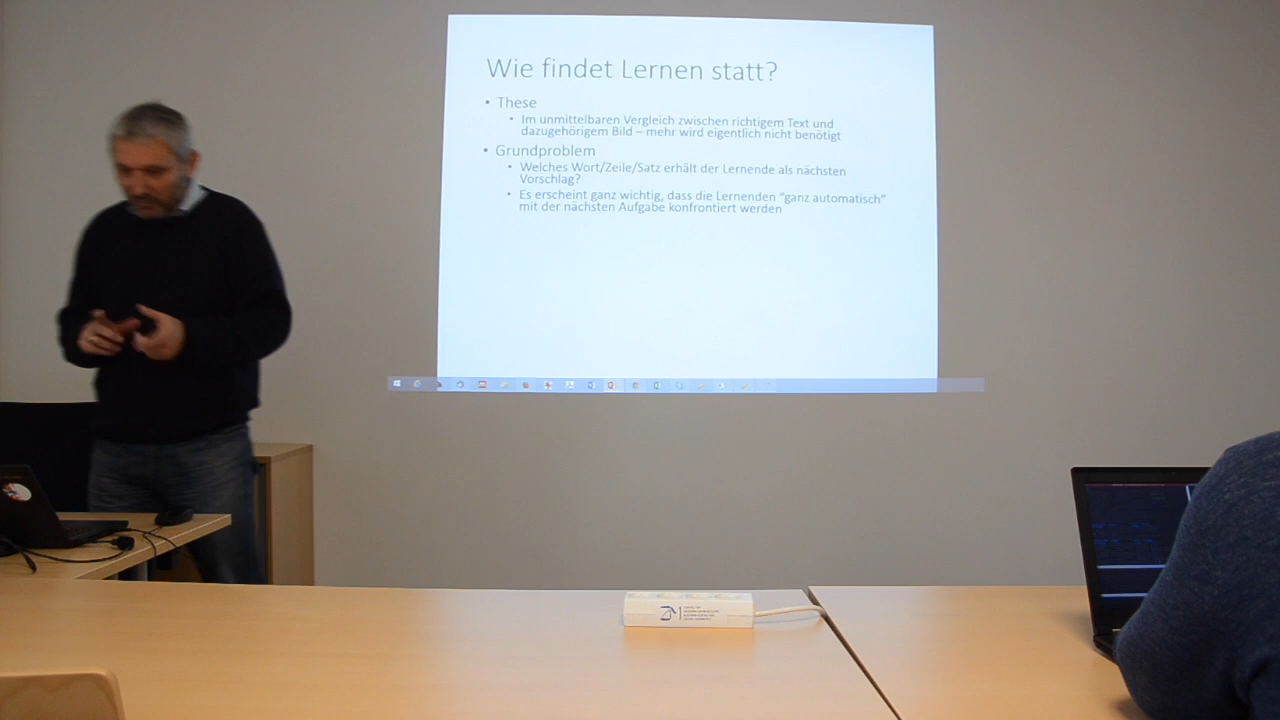 Wie findet Lernen statt?
• These
• Im unmittelbaren Vergleich zwischen richtigem Text und
dazugehörigem Bild – mehr wird eigentlich nicht benötigt
• Grundproblem
• Welches Wort/Zeile/Satz erhält der Lernende als nächsten
Vorschlag?
• Es erscheint ganz wichtig, dass die Lernenden “ganz automatisch”
mit der nächsten Aufgabe konfrontiert werden